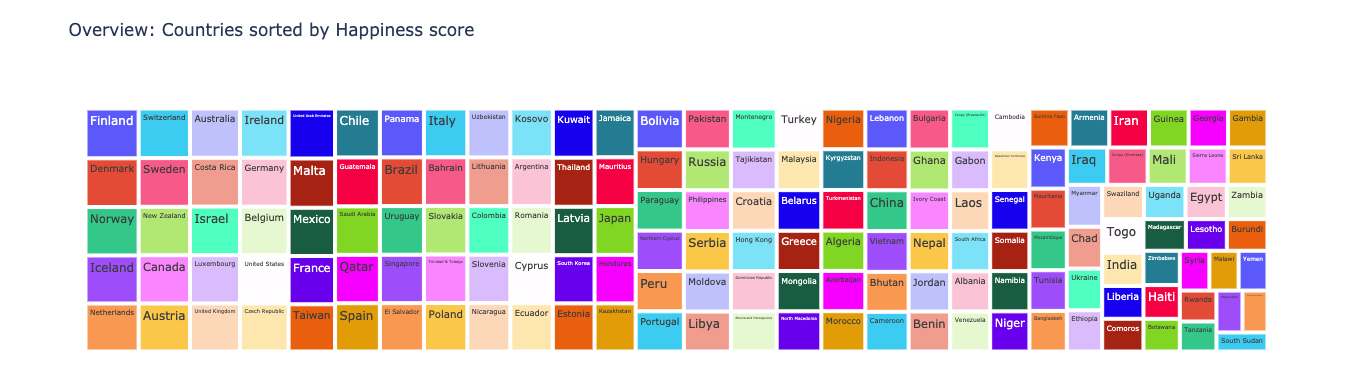 Overview: Countries sorted by Happiness score
Finland
Denmark
Norway
Iceland
Netherlands
Switzerland
Sweden
New Zealand
Canada
Austria
Australia
Costa Rica
Israel
Luxembourg
United Kingdom
Ireland
Germany
Belgium
United States
Czech Republic
United Arab Emirates
Malta
Mexico
France
Taiwan
Chile
Guatemala
Saudi Arabia
Qatar
Spain
Panama
Brazil
Uruguay
Singapore
El Salvador
Italy
Bahrain
Slovakia
Trinidad & Tobago
Poland
Uzbekistan
Lithuania
Colombia
Slovenia
Nicaragua
Kosovo
Argentina
Romania
Cyprus
Ecuador
Kuwait
Thailand
Latvia
South Korea
Estonia
Jamaica
Mauritius
Japan
Honduras
Kazakhstan
Bolivia
Hungary
Paraguay
Northern Cyprus
Peru
Portugal
Pakistan
Russia
Philippines
Serbia
Moldova
Libya
Montenegro
Tajikistan
Croatia
Hong Kong
Dominican Republic
Bosnia and Herzegovina
Turkey
Malaysia
Belarus
Greece
Mongolia
North Macedonia
Nigeria
Kyrgyzstan
Turkmenistan
Algeria
Azerbaijan
Morocco
Lebanon
Indonesia
China
Vietnam
Bhutan
Cameroon
Bulgaria
Ghana
Ivory Coast
Nepal
Jordan
Benin
Congo (Brazzaville)
Gabon
Laos
South Africa
Albania
Venezuela
Cambodia
Palestinian Territories
Senegal
Somalia
Namibia
Niger
Burkina Faso
Kenya
Mauritania
Mozambique
Tunisia
Bangladesh
Armenia
Iraq
Myanmar
Chad
Ukraine
Ethiopia
Iran
Congo (Kinshasa)
Swaziland
Togo
India
Liberia
Comoros
Guinea
Mali
Uganda
Madagascar
Zimbabwe
Haiti
Botswana
Georgia
Sierra Leone
Egypt
Lesotho
Syria
Malawi
Yemen
Rwanda
Tanzania
Gambia
Sri Lanka
Zambia
Burundi
South Sudan